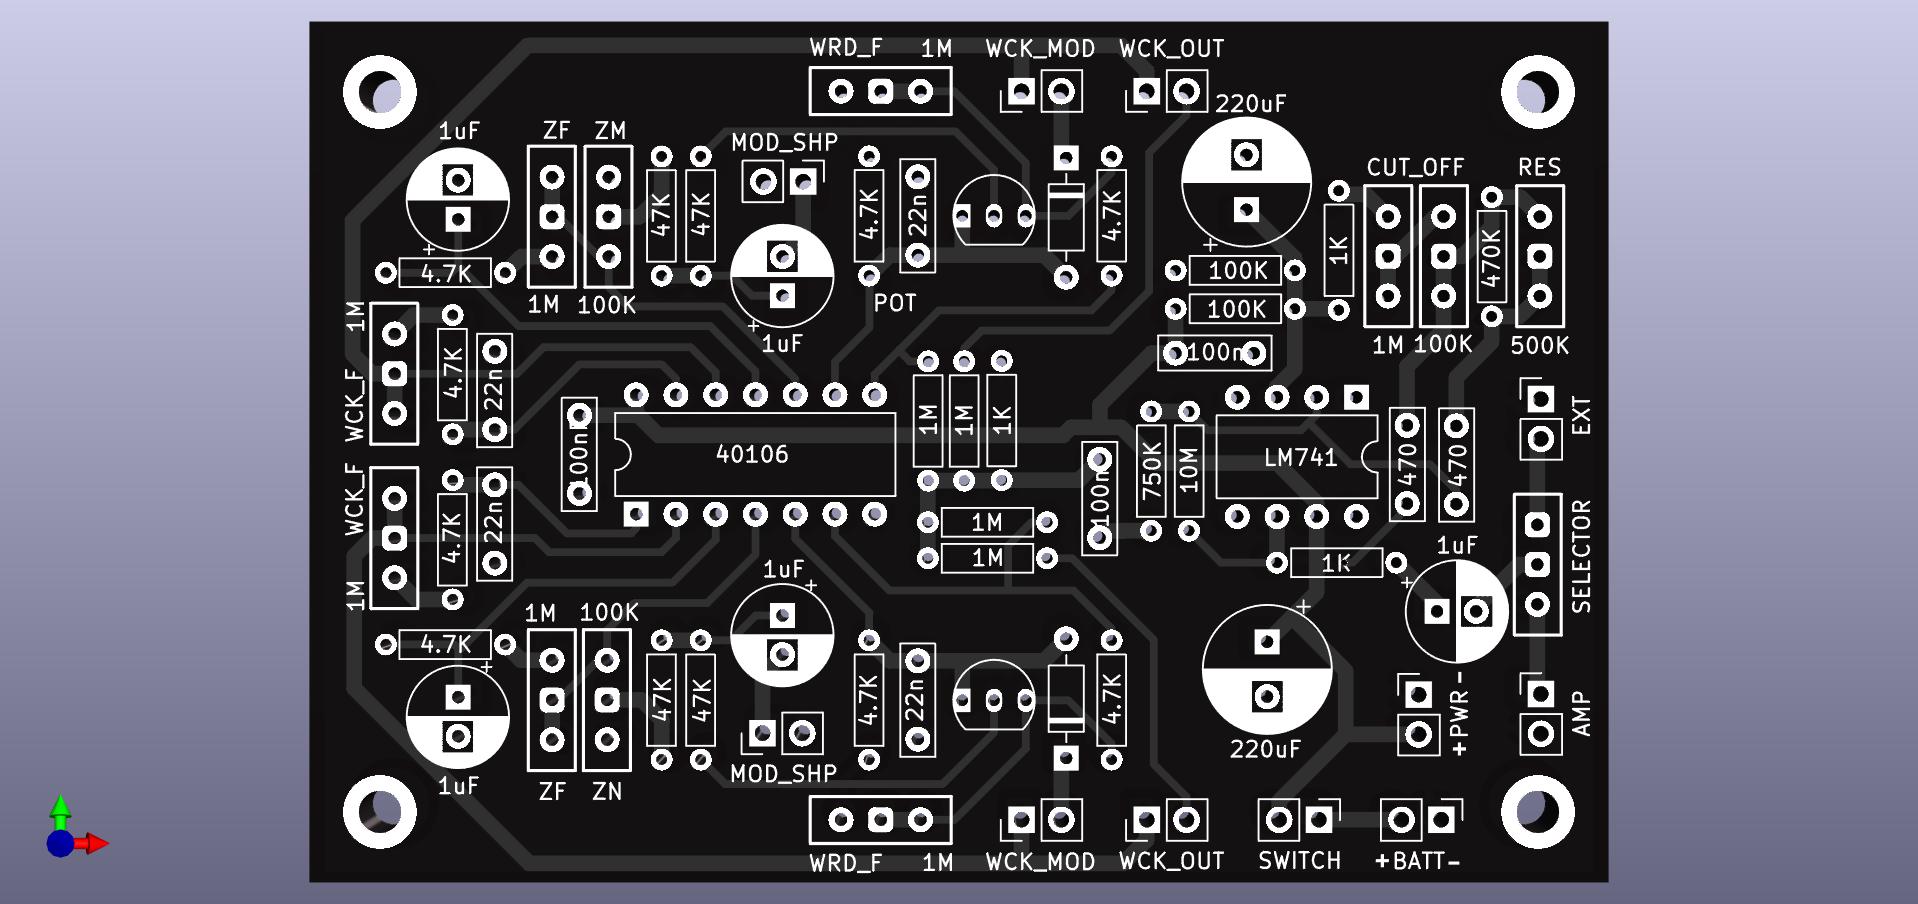 WRD_F 1M WCK_MOD WCK_OUT
220uF
1uF ZF ZM MOD_SHP
CUT_OFF RES
47K 47K 4.7K 22n 4.7K
+ + 1K 470K
4.7K 100K
1M 100K POT 100K
+
1uF
1M 100K 500K
100n
1M WCK_F 4.7K 22n
100n 40106 1M 1M 1K
EXT
100n 750K 10M LM741 470 470
WCK_F 1M 4.7K 22n
1M
1M
1K
1uF
+
SELECTOR
1uF +
+
1M 100K
4.7K
+
47K 47K 4.7K 22n 4.7K
+PWR- AMP
220uF
1uF ZF ZN MOD_SHP
WRD_F 1M WCK_MOD WCK_OUT SWITCH +BATT-